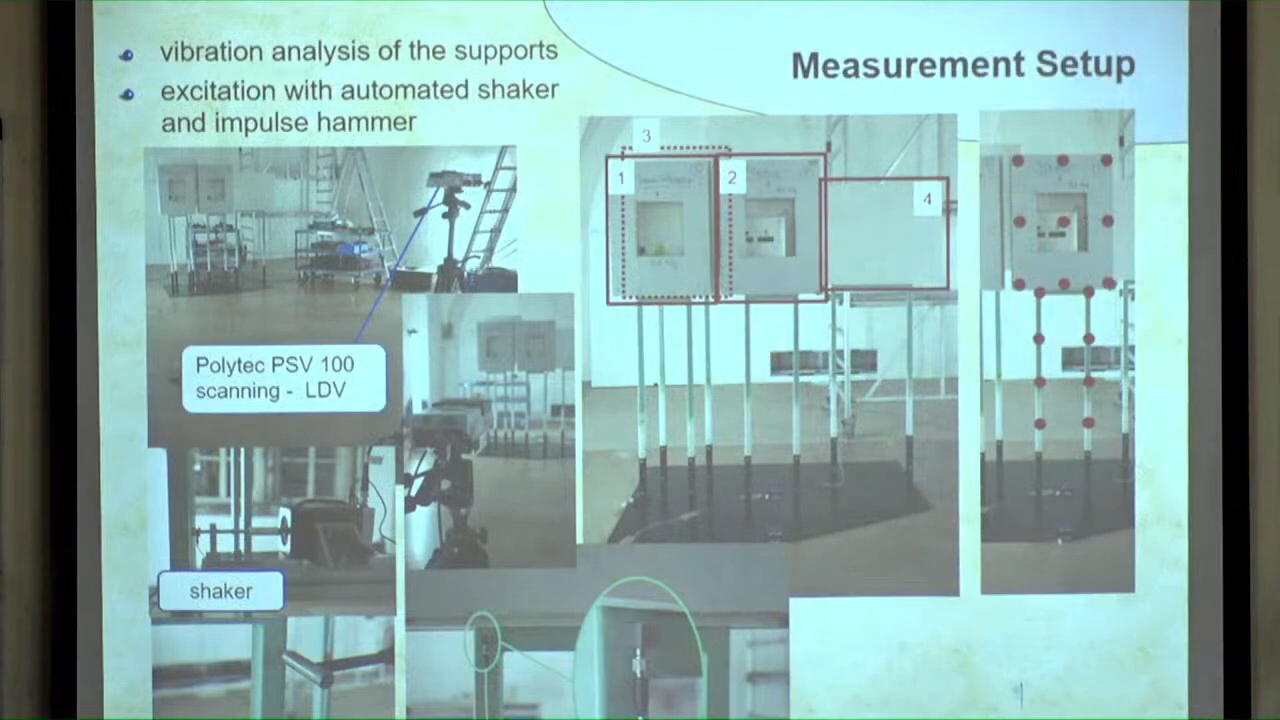 Measurement Setup
vibration analysis of the supports
excitation with automated shaker
and impulse hammer
3
1
2
4
Polytec PSV 100
scanning - LDV
shaker